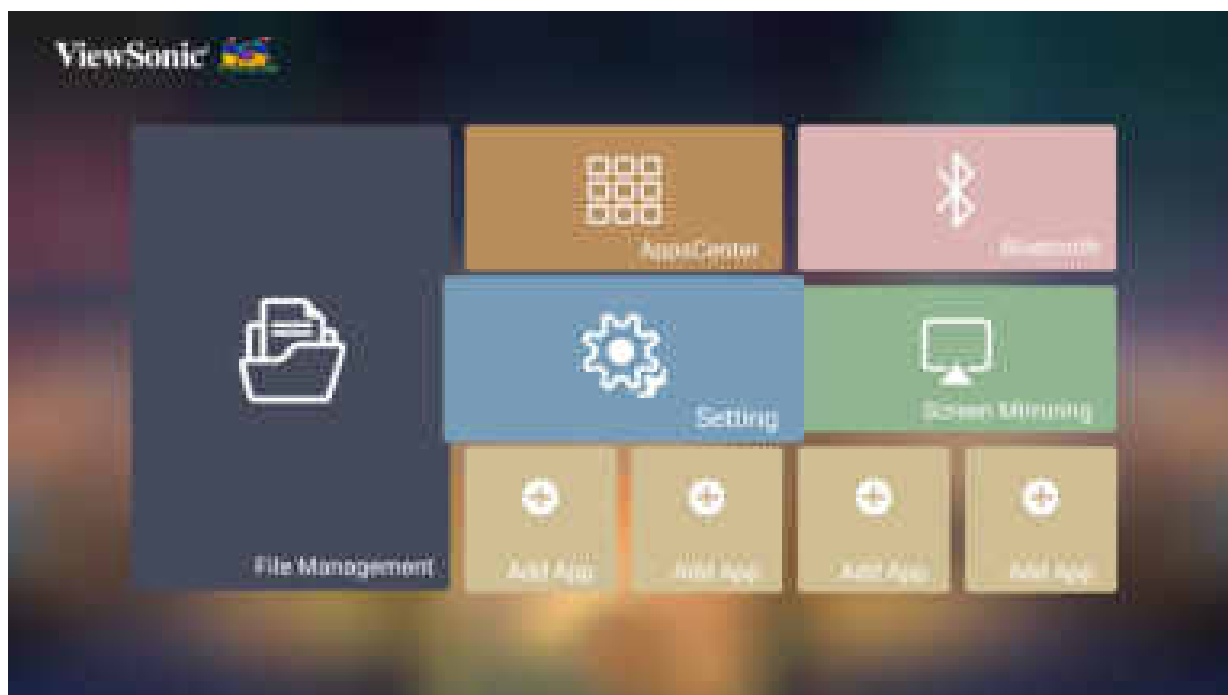 ViewSonic
AppsCenter
Bluetooth
Setting
Screen Mirroring
File Management
Add App
Add App
Add App
Add App